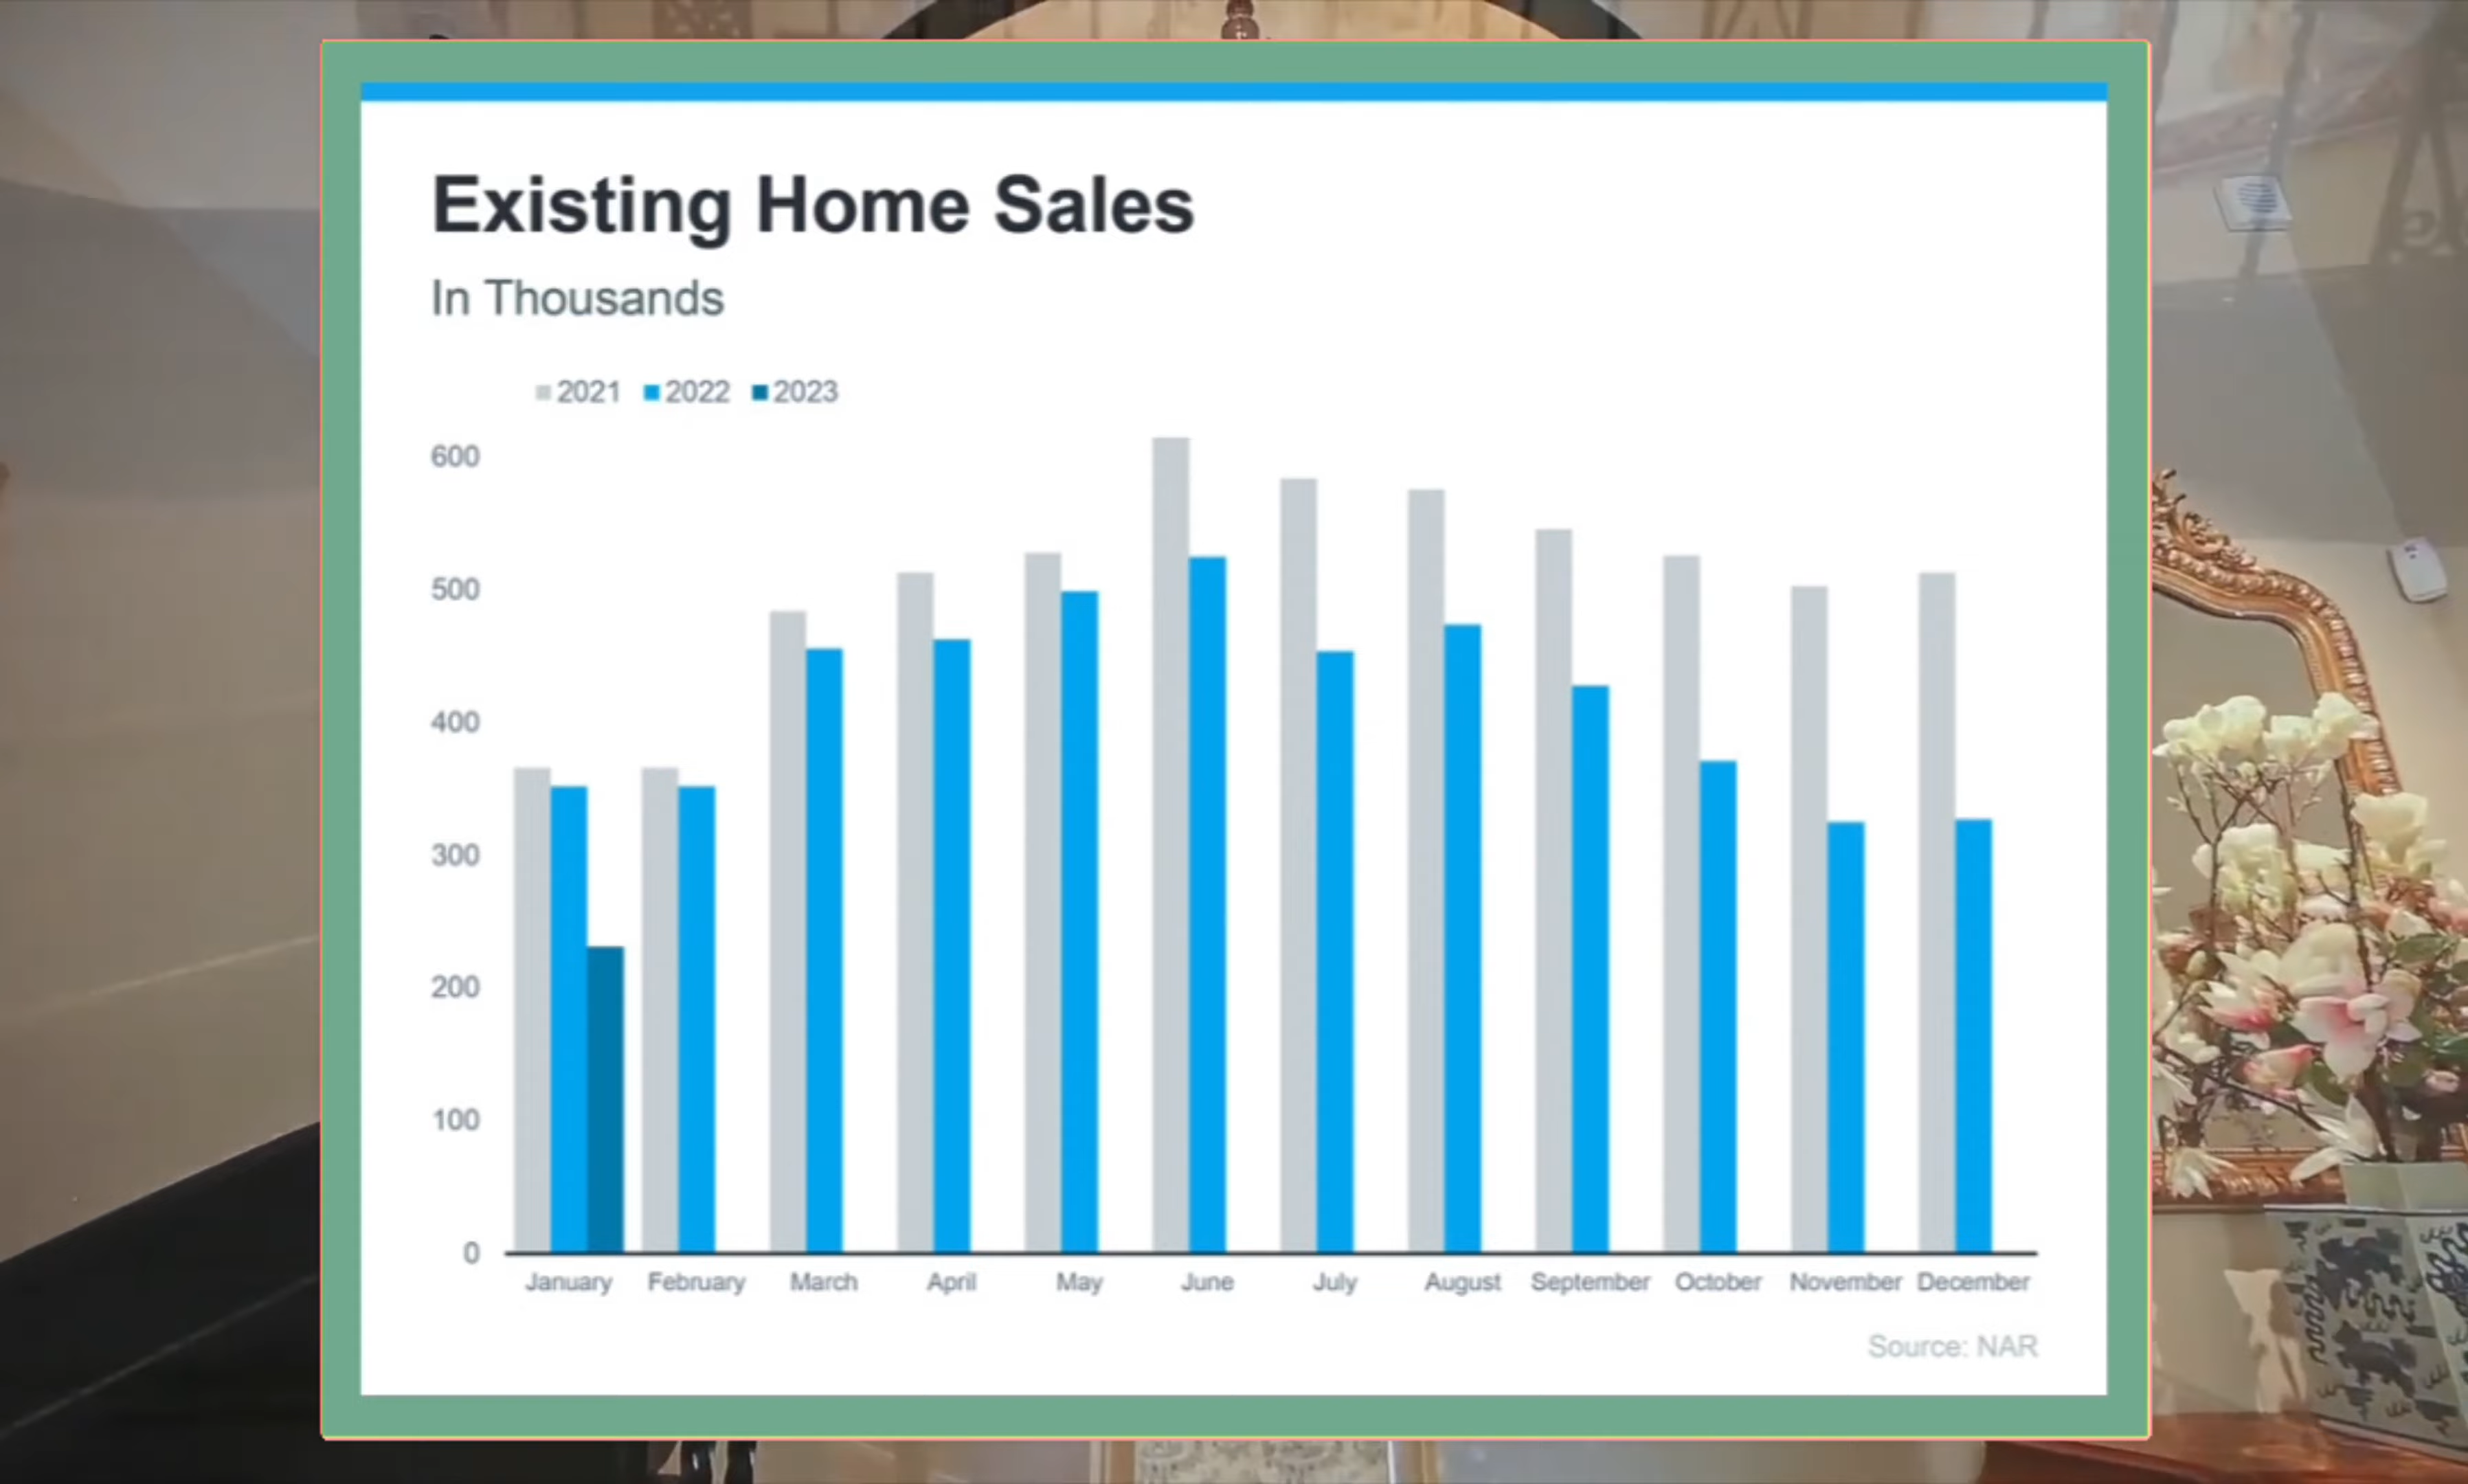 Existing Home Sales
In Thousands
2021 2022 2023
600
500
400
300
200
100
0
January February March April May June July August September October November December
Source: NAR